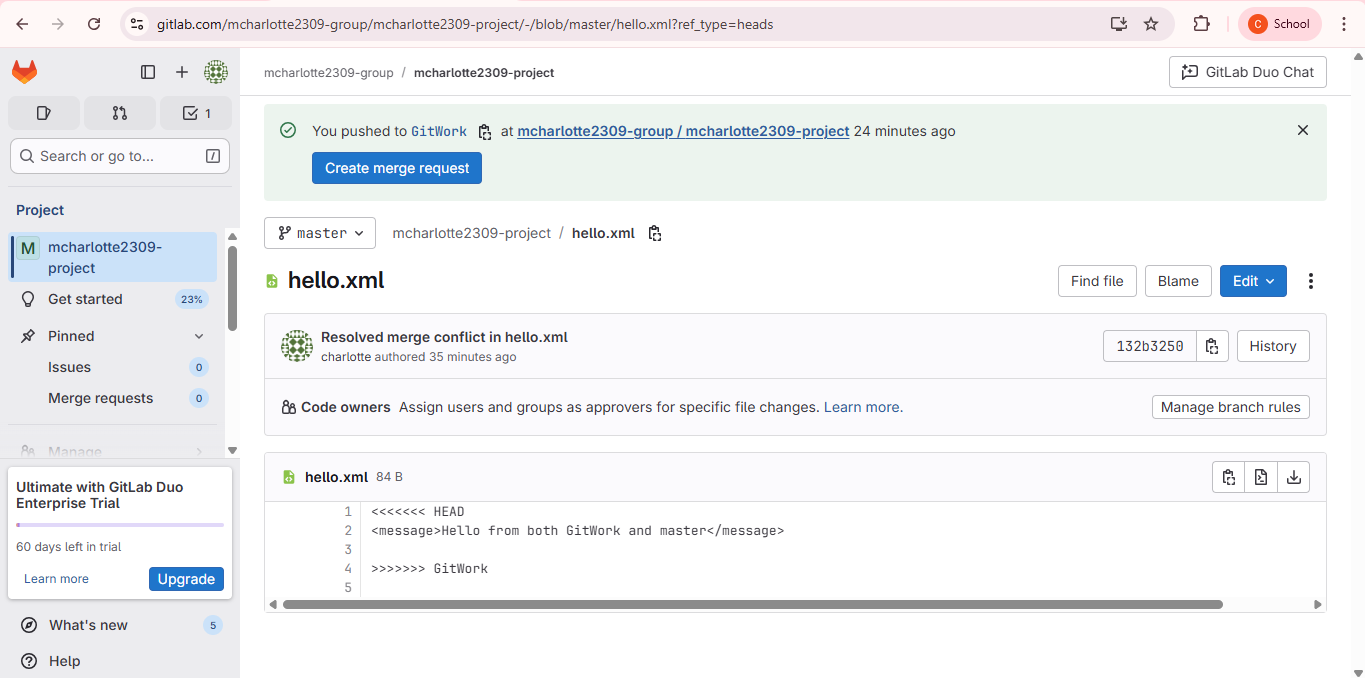 gitlab.com/mcharlotte2309-group/mcharlotte2309-project/-/blob/master/hello.xml?ref_type=heads
C School
1
Search or go to... /
Project
M mcharlotte2309-
project
Get started 23%
Pinned
Issues 0
Merge requests 0
Manage
Ultimate with GitLab Duo
Enterprise Trial
60 days left in trial
Learn more Upgrade
What's new 5
Help
mcharlotte2309-group / mcharlotte2309-project
GitLab Duo Chat
You pushed to GitWork at mcharlotte2309-group / mcharlotte2309-project 24 minutes ago
Create merge request
master mcharlotte2309-project / hello.xml
hello.xml
Find file Blame Edit
Resolved merge conflict in hello.xml
charlotte authored 35 minutes ago
132b3250 History
Code owners Assign users and groups as approvers for specific file changes. Learn more.
Manage branch rules
hello.xml 84 B
1 <<<<<<< HEAD
2 <message>Hello from both GitWork and master</message>
3
4 >>>>>>> GitWork
5